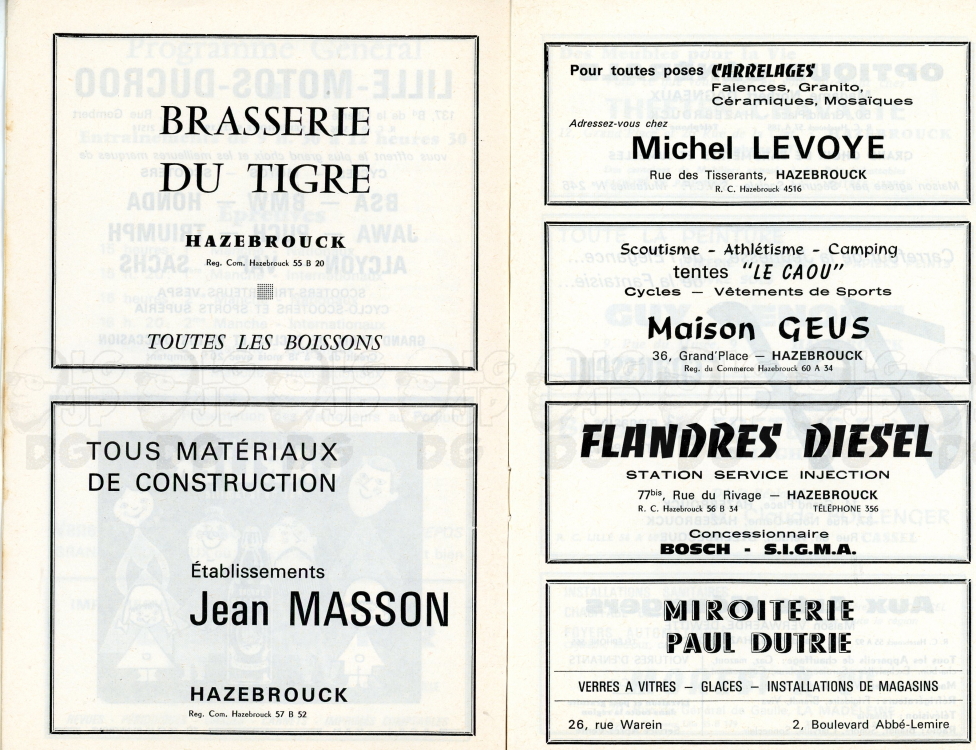 BRASSERIE
DU TIGRE
HAZEBROUCK
Reg. Com. Hazebrouck 55 B 20
TOUTES LES BOISSONS
TOUS MATÉRIAUX
DE CONSTRUCTION
Établissements
Jean MASSON
HAZEBROUCK
Reg. Com. Hazebrouck 57 B 52
Pour toutes poses CARRELAGES
Faïences, Granito,
Céramiques, Mosaïques
Adressez-vous chez
Michel LEVOYE
Rue des Tisserants, HAZEBROUCK
R. C. Hazebrouck 4516
Scoutisme - Athlétisme - Camping
tentes "LE CAOU"
Cycles — Vêtements de Sports
Maison GEUS
36, Grand'Place — HAZEBROUCK
Reg. du Commerce Hazebrouck 60 A 34
FLANDRES DIESEL
STATION SERVICE INJECTION
77bis, Rue du Rivage — HAZEBROUCK
R. C. Hazebrouck 56 B 34 TÉLÉPHONE 356
Concessionnaire
BOSCH - S.I.G.M.A.
MIROITERIE
PAUL DUTRIE
VERRES A VITRES — GLACES — INSTALLATIONS DE MAGASINS
26, rue Warein 2, Boulevard Abbé-Lemire